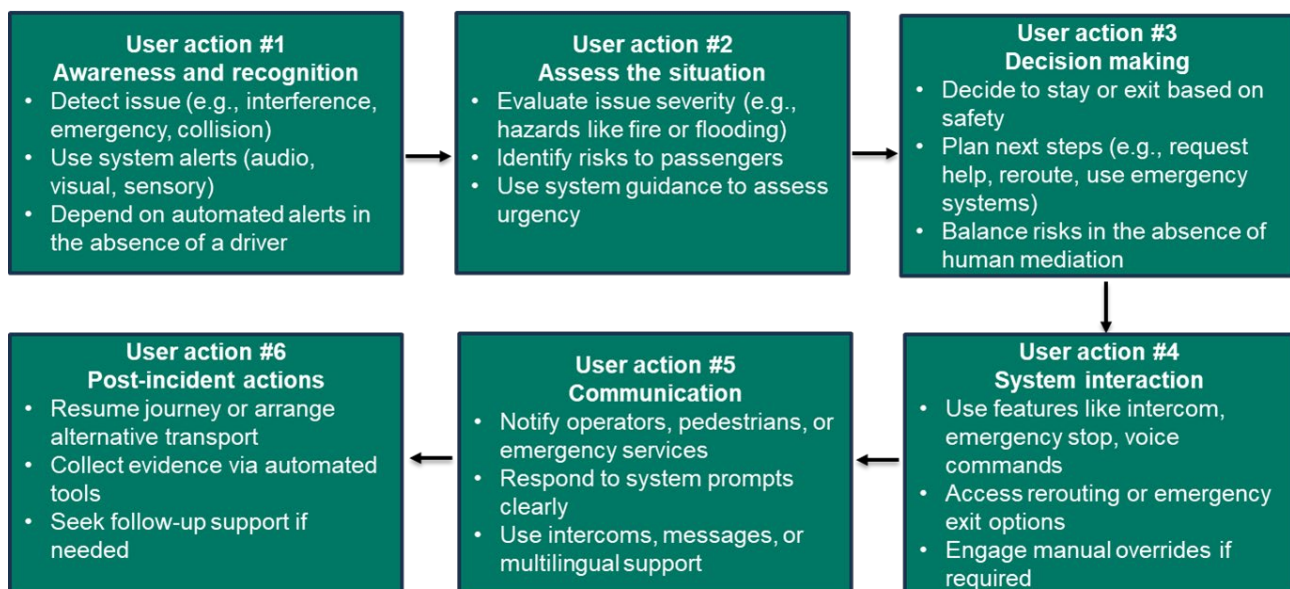 User action #1
Awareness and recognition
• Detect issue (e.g., interference,
emergency, collision)
• Use system alerts (audio,
visual, sensory)
• Depend on automated alerts in
the absence of a driver
User action #2
Assess the situation
• Evaluate issue severity (e.g.,
hazards like fire or flooding)
• Identify risks to passengers
• Use system guidance to assess
urgency
User action #3
Decision making
• Decide to stay or exit based on
safety
• Plan next steps (e.g., request
help, reroute, use emergency
systems)
• Balance risks in the absence of
human mediation
User action #4
System interaction
• Use features like intercom,
emergency stop, voice
commands
• Access rerouting or emergency
exit options
• Engage manual overrides if
required
User action #5
Communication
• Notify operators, pedestrians, or
emergency services
• Respond to system prompts
clearly
• Use intercoms, messages, or
multilingual support
User action #6
Post-incident actions
• Resume journey or arrange
alternative transport
• Collect evidence via automated
tools
• Seek follow-up support if
needed